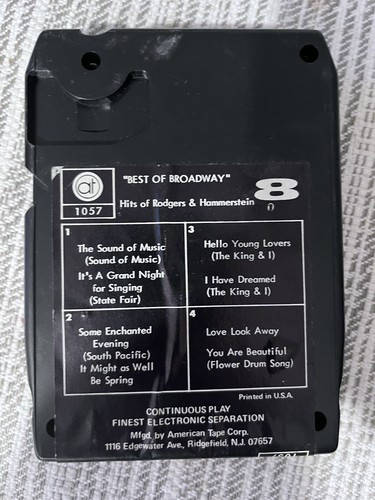 at
"BEST OF BROADWAY"
1057
Hits of Rodgers & Hammerstein
8
1
The Sound of Music
(Sound of Music)
It's A Grand Night
for Singing
(State Fair)
2
Some Enchanted
Evening
(South Pacific)
It Might as Well
Be Spring
3
Hello Young Lovers
(The King & I)
I Have Dreamed
(The King & I)
4
Love Look Away
You Are Beautiful
(Flower Drum Song)
Printed in U.S.A.
CONTINUOUS PLAY
FINEST ELECTRONIC SEPARATION
Mfgd. by American Tape Corp.
1116 Edgewater Ave., Ridgefield, N.J. 07657